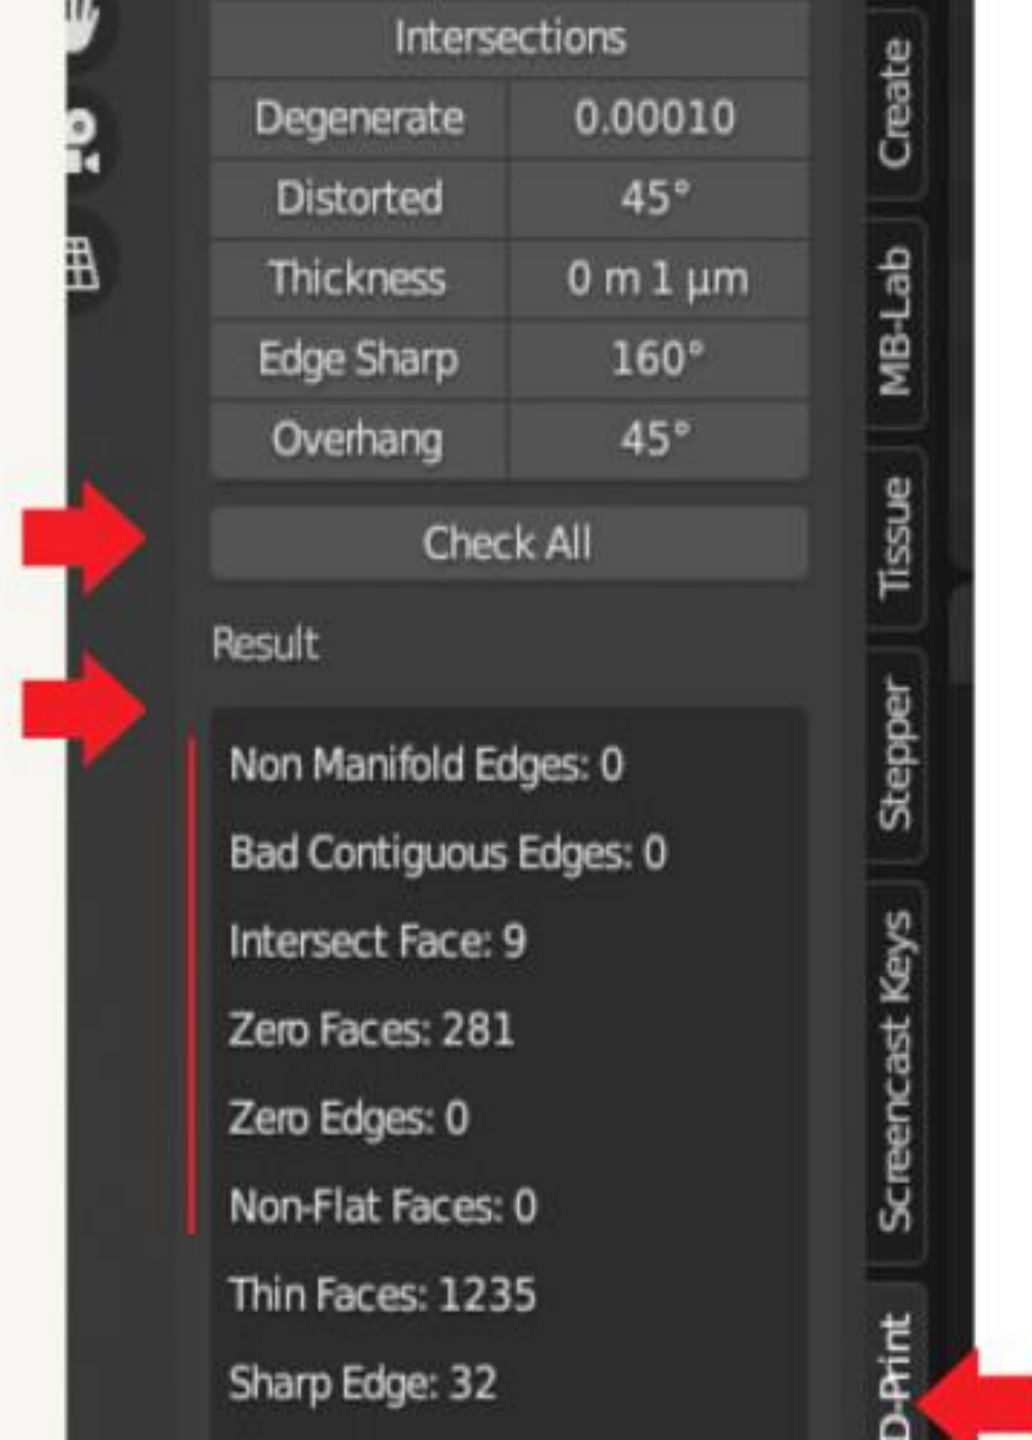 Intersections
Degenerate 0.00010
Distorted 45°
Thickness 0 m 1 µm
Edge Sharp 160°
Overhang 45°
Check All
Result
Non Manifold Edges: 0
Bad Contiguous Edges: 0
Intersect Face: 9
Zero Faces: 281
Zero Edges: 0
Non-Flat Faces: 0
Thin Faces: 1235
Sharp Edge: 32
Create
MB-Lab
Tissue
Stepper
Screencast Keys
D-Print